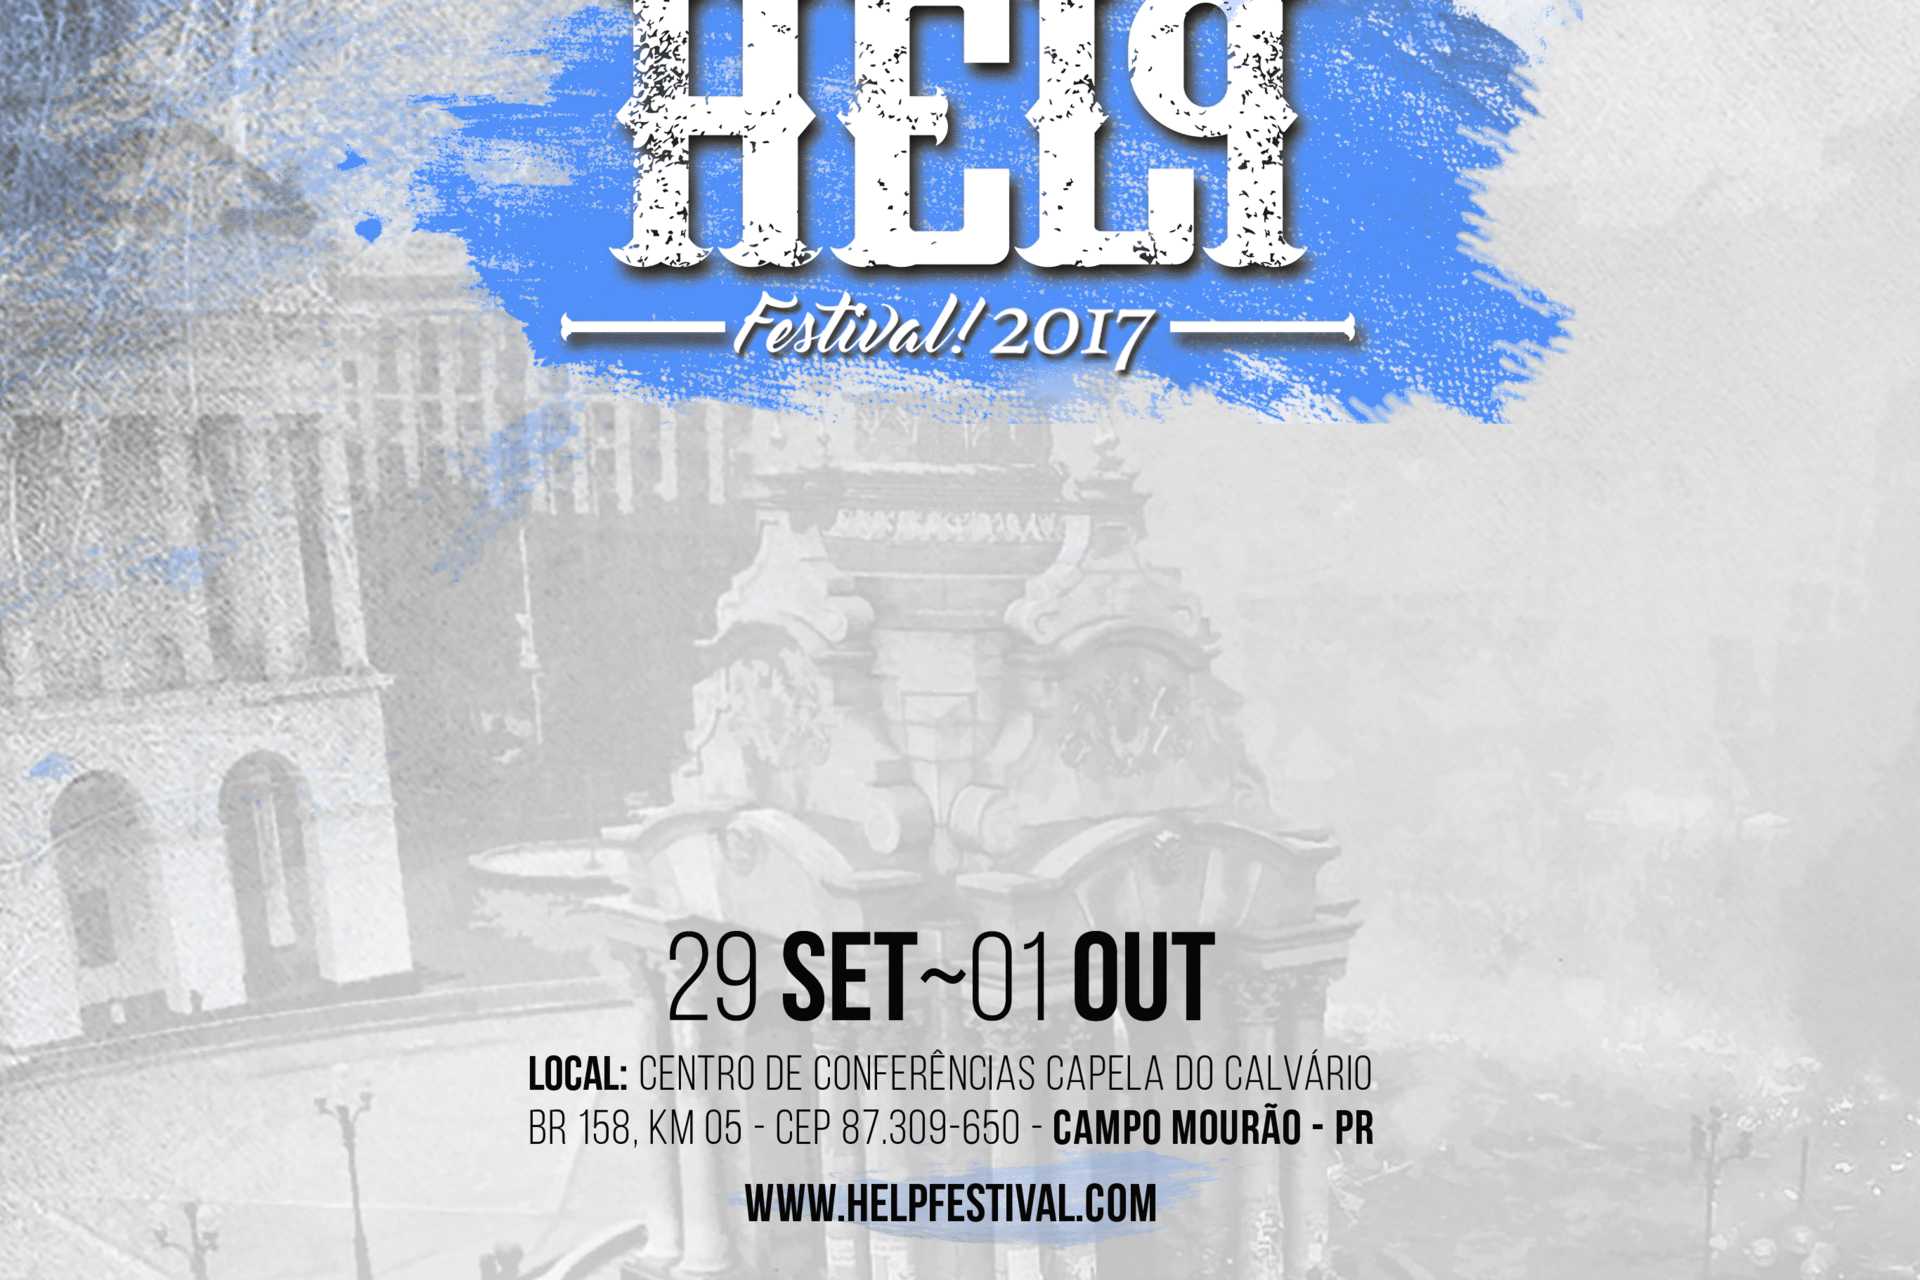 HELP
Festival! 2017
29 SET~01 OUT
LOCAL: CENTRO DE CONFERÊNCIAS CAPELA DO CALVÁRIO
BR 158, KM 05 - CEP 87.309-650 - CAMPO MOURÃO - PR
WWW.HELPFESTIVAL.COM